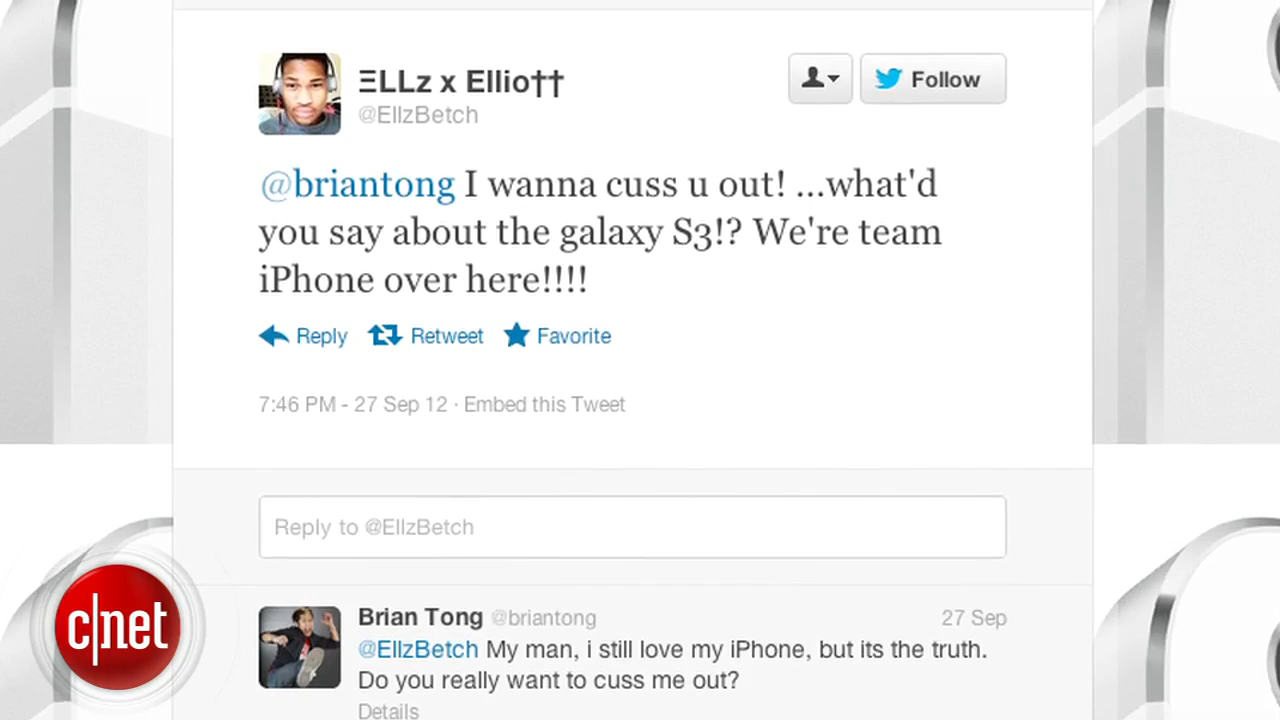 ΞLLz x Ellio††
@EllzBetch
Follow
@briantong I wanna cuss u out! ...what'd
you say about the galaxy S3!? We're team
iPhone over here!!!!
Reply Retweet Favorite
7:46 PM - 27 Sep 12 · Embed this Tweet
Reply to @EllzBetch
Brian Tong @briantong 27 Sep
@EllzBetch My man, i still love my iPhone, but its the truth.
Do you really want to cuss me out?
Details
c|net